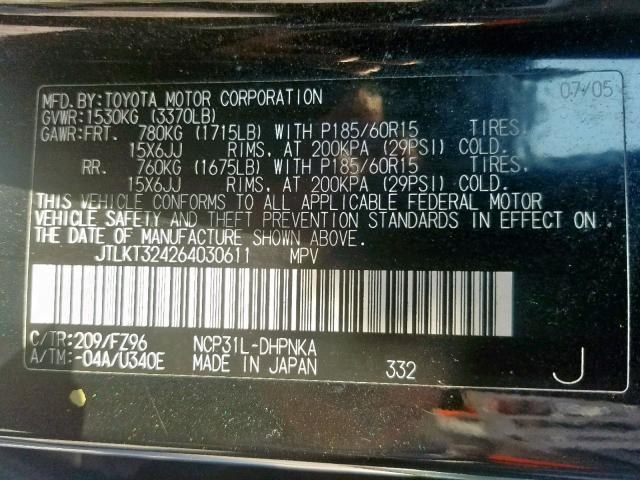 07/05
MFD.BY:TOYOTA MOTOR CORPORATION
GVWR:1530KG (3370LB)
GAWR:FRT. 780KG (1715LB) WITH P185/60R15 TIRES.
15X6JJ RIMS, AT 200KPA (29PSI) COLD.
RR. 760KG (1675LB) WITH P185/60R15 TIRES.
15X6JJ RIMS, AT 200KPA (29PSI) COLD.
THIS VEHICLE CONFORMS TO ALL APPLICABLE FEDERAL MOTOR
VEHICLE SAFETY AND THEFT PREVENTION STANDARDS IN EFFECT ON
THE DATE OF MANUFACTURE SHOWN ABOVE.
JTLKT324264030611 MPV
C/TR:209/FZ96 NCP31L-DHPNKA
A/TM:-04A/U340E MADE IN JAPAN 332 J